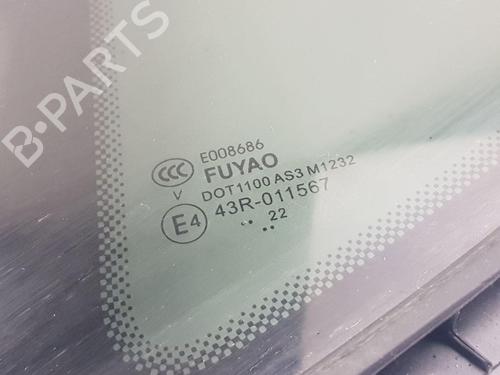 B-PARTS
E008686
CCC FUYAO
V DOT1100 AS3 M1232
E4 43R-011567
.. 22
..